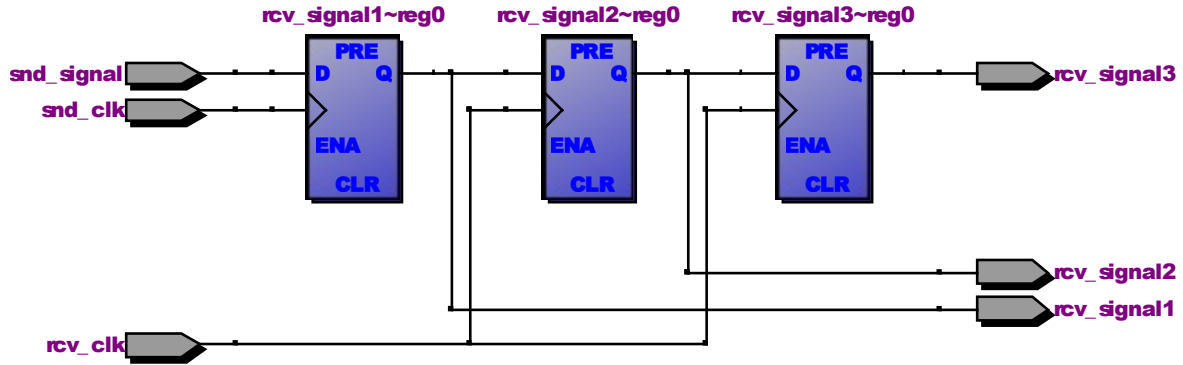 rcv_signal1~reg0 rcv_signal2~reg0 rcv_signal3~reg0
PRE PRE PRE
snd_signal D Q D Q D Q rcv_signal3
snd_clk
ENA ENA ENA
CLR CLR CLR
rcv_signal2
rcv_signal1
rcv_clk